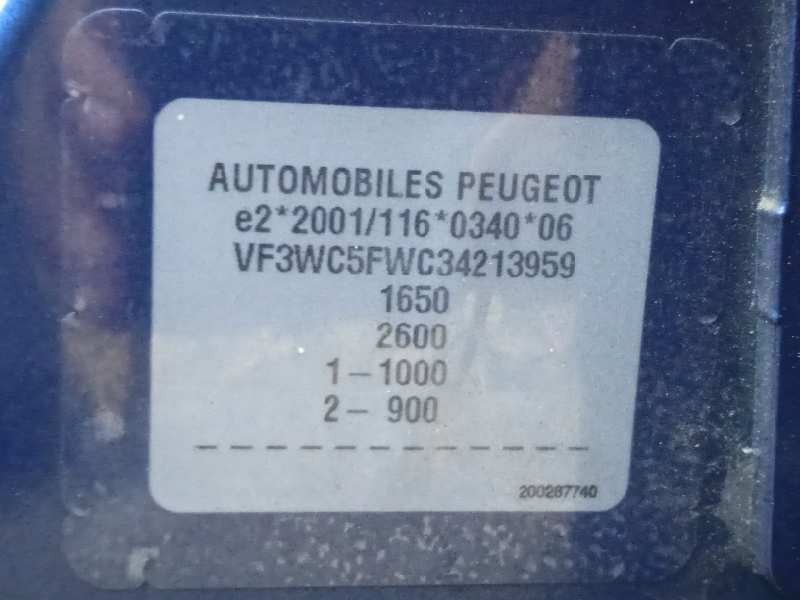 AUTOMOBILES PEUGEOT
e2*2001/116*0340*06
VF3WC5FWC34213959
1650
2600
1-1000
2-900
200287740